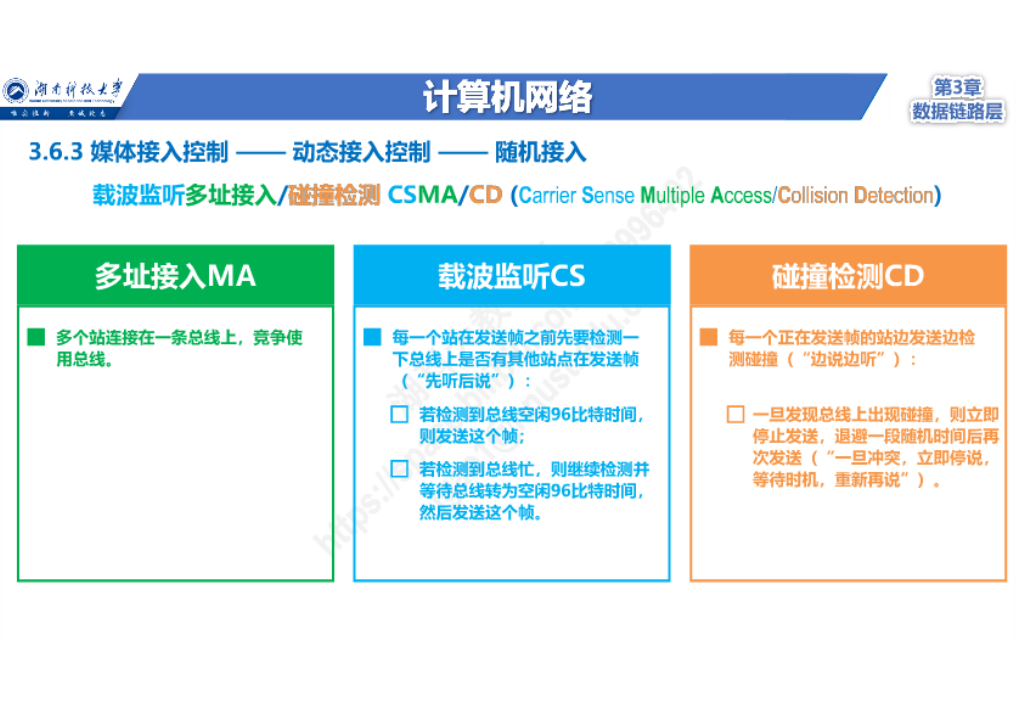 湖南科技大学
计算机网络
第3章
数据链路层
3.6.3 媒体接入控制 —— 动态接入控制 —— 随机接入
载波监听多址接入/碰撞检测 CSMA/CD (Carrier Sense Multiple Access/Collision Detection)
多址接入MA
■ 多个站连接在一条总线上，竞争使
用总线。
载波监听CS
■ 每一个站在发送帧之前先要检测一
下总线上是否有其他站点在发送帧
（“先听后说”）：
□ 若检测到总线空闲96比特时间，
则发送这个帧；
□ 若检测到总线忙，则继续检测并
等待总线转为空闲96比特时间，
然后发送这个帧。
碰撞检测CD
■ 每一个正在发送帧的站边发送边检
测碰撞（“边说边听”）：
□ 一旦发现总线上出现碰撞，则立即
停止发送，退避一段随机时间后再
次发送（“一旦冲突，立即停说，
等待时机，重新再说”）。